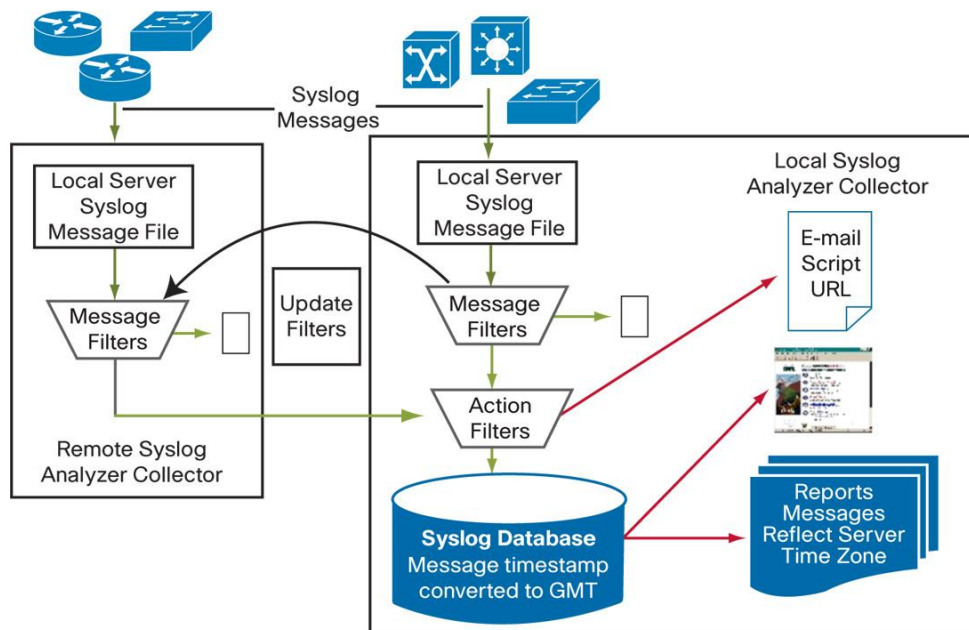 Syslog
Messages
Local Server
Syslog
Message File
Message
Filters
Remote Syslog
Analyzer Collector
Update
Filters
Local Server
Syslog
Message File
Message
Filters
Action
Filters
Syslog Database
Message timestamp
converted to GMT
Local Syslog
Analyzer Collector
E-mail
Script
URL
Reports
Messages
Reflect Server
Time Zone